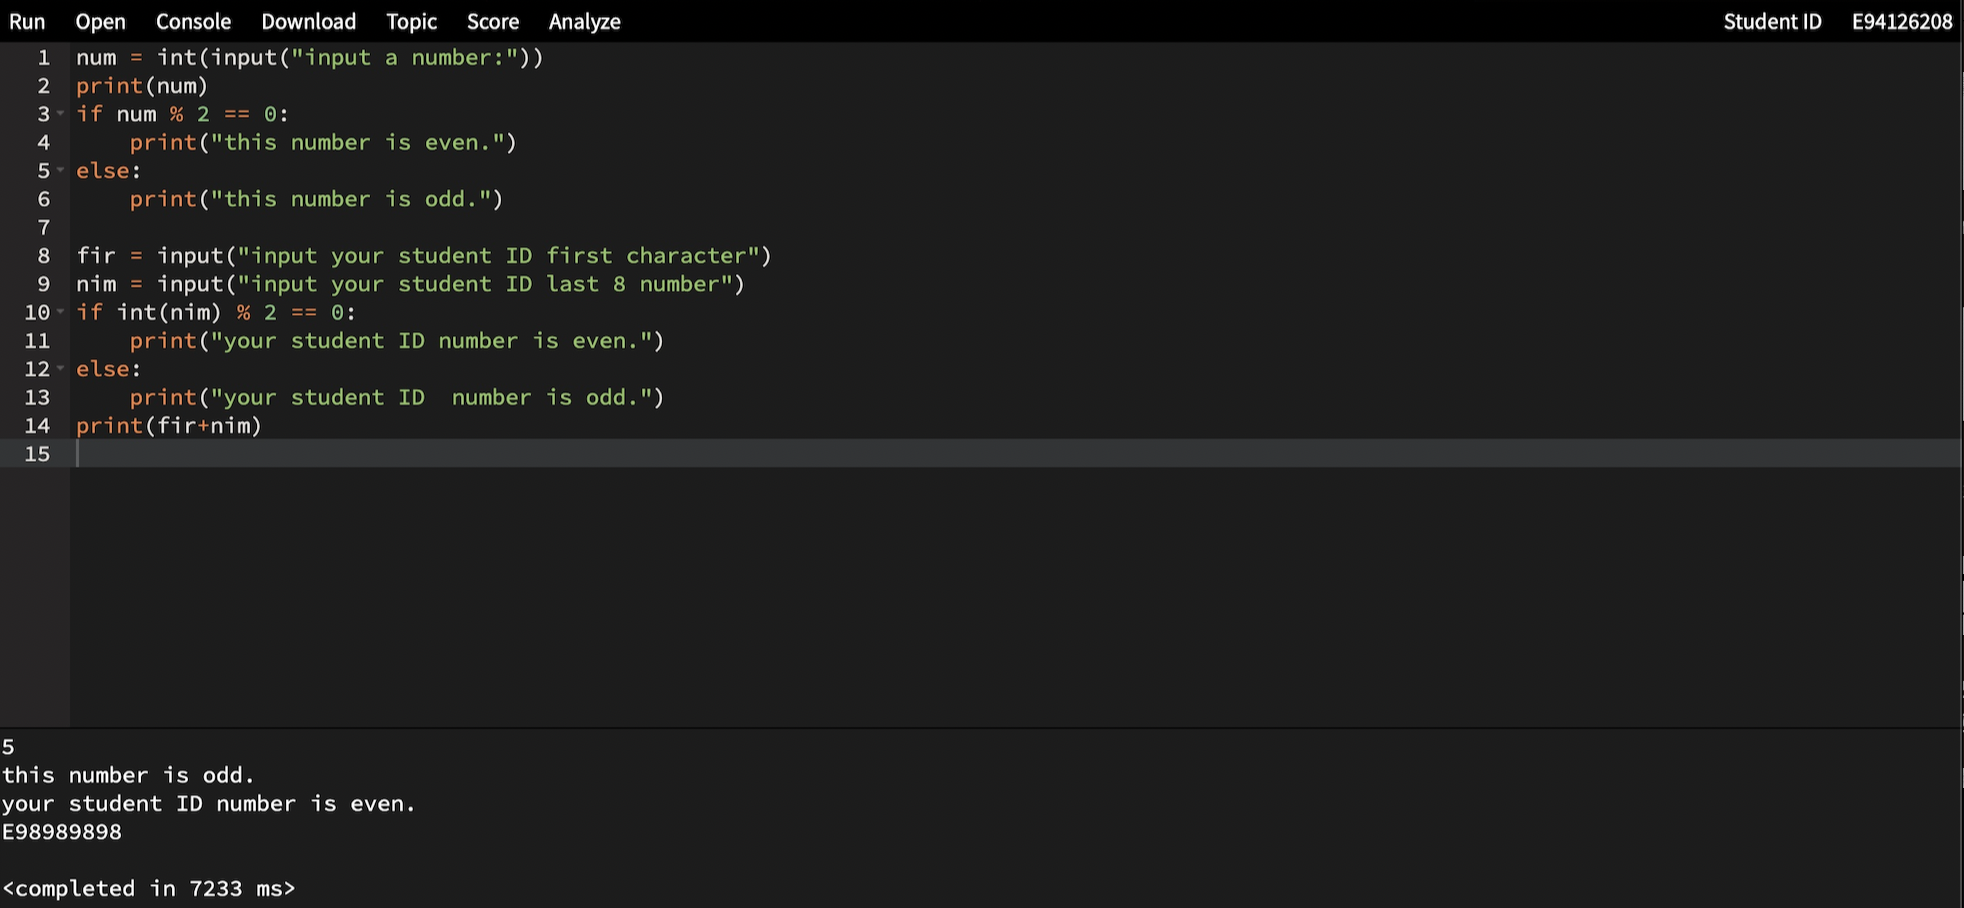 Run Open Console Download Topic Score Analyze Student ID E94126208
1 num = int(input("input a number:"))
2 print(num)
3 if num % 2 == 0:
4     print("this number is even.")
5 else:
6     print("this number is odd.")
7
8 fir = input("input your student ID first character")
9 nim = input("input your student ID last 8 number")
10 if int(nim) % 2 == 0:
11     print("your student ID number is even.")
12 else:
13     print("your student ID  number is odd.")
14 print(fir+nim)
15
5
this number is odd.
your student ID number is even.
E98989898
<completed in 7233 ms>